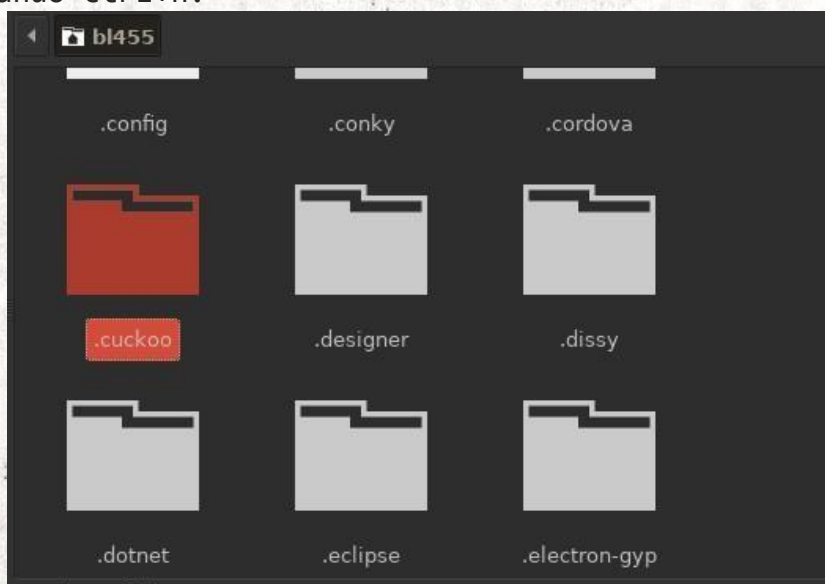 bl455
.config .conky .cordova
.cuckoo .designer .dissy
.dotnet .eclipse .electron-gyp